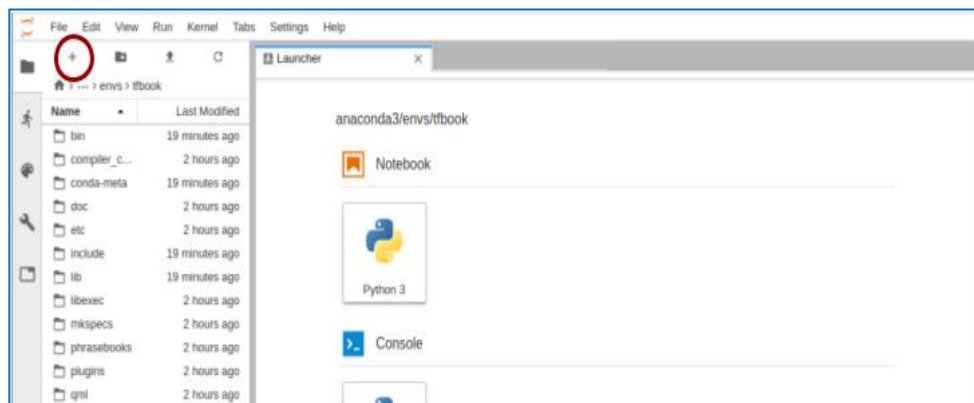 File Edit View Run Kernel Tabs Settings Help
Launcher
> ... > envs > tfbook
Name Last Modified
bin 19 minutes ago
compiler_c... 2 hours ago
conda-meta 19 minutes ago
doc 2 hours ago
etc 2 hours ago
include 19 minutes ago
lib 19 minutes ago
libexec 2 hours ago
mkspecs 2 hours ago
phrasebooks 2 hours ago
plugins 2 hours ago
qml 2 hours ago
anaconda3/envs/tfbook
Notebook
Python 3
Console